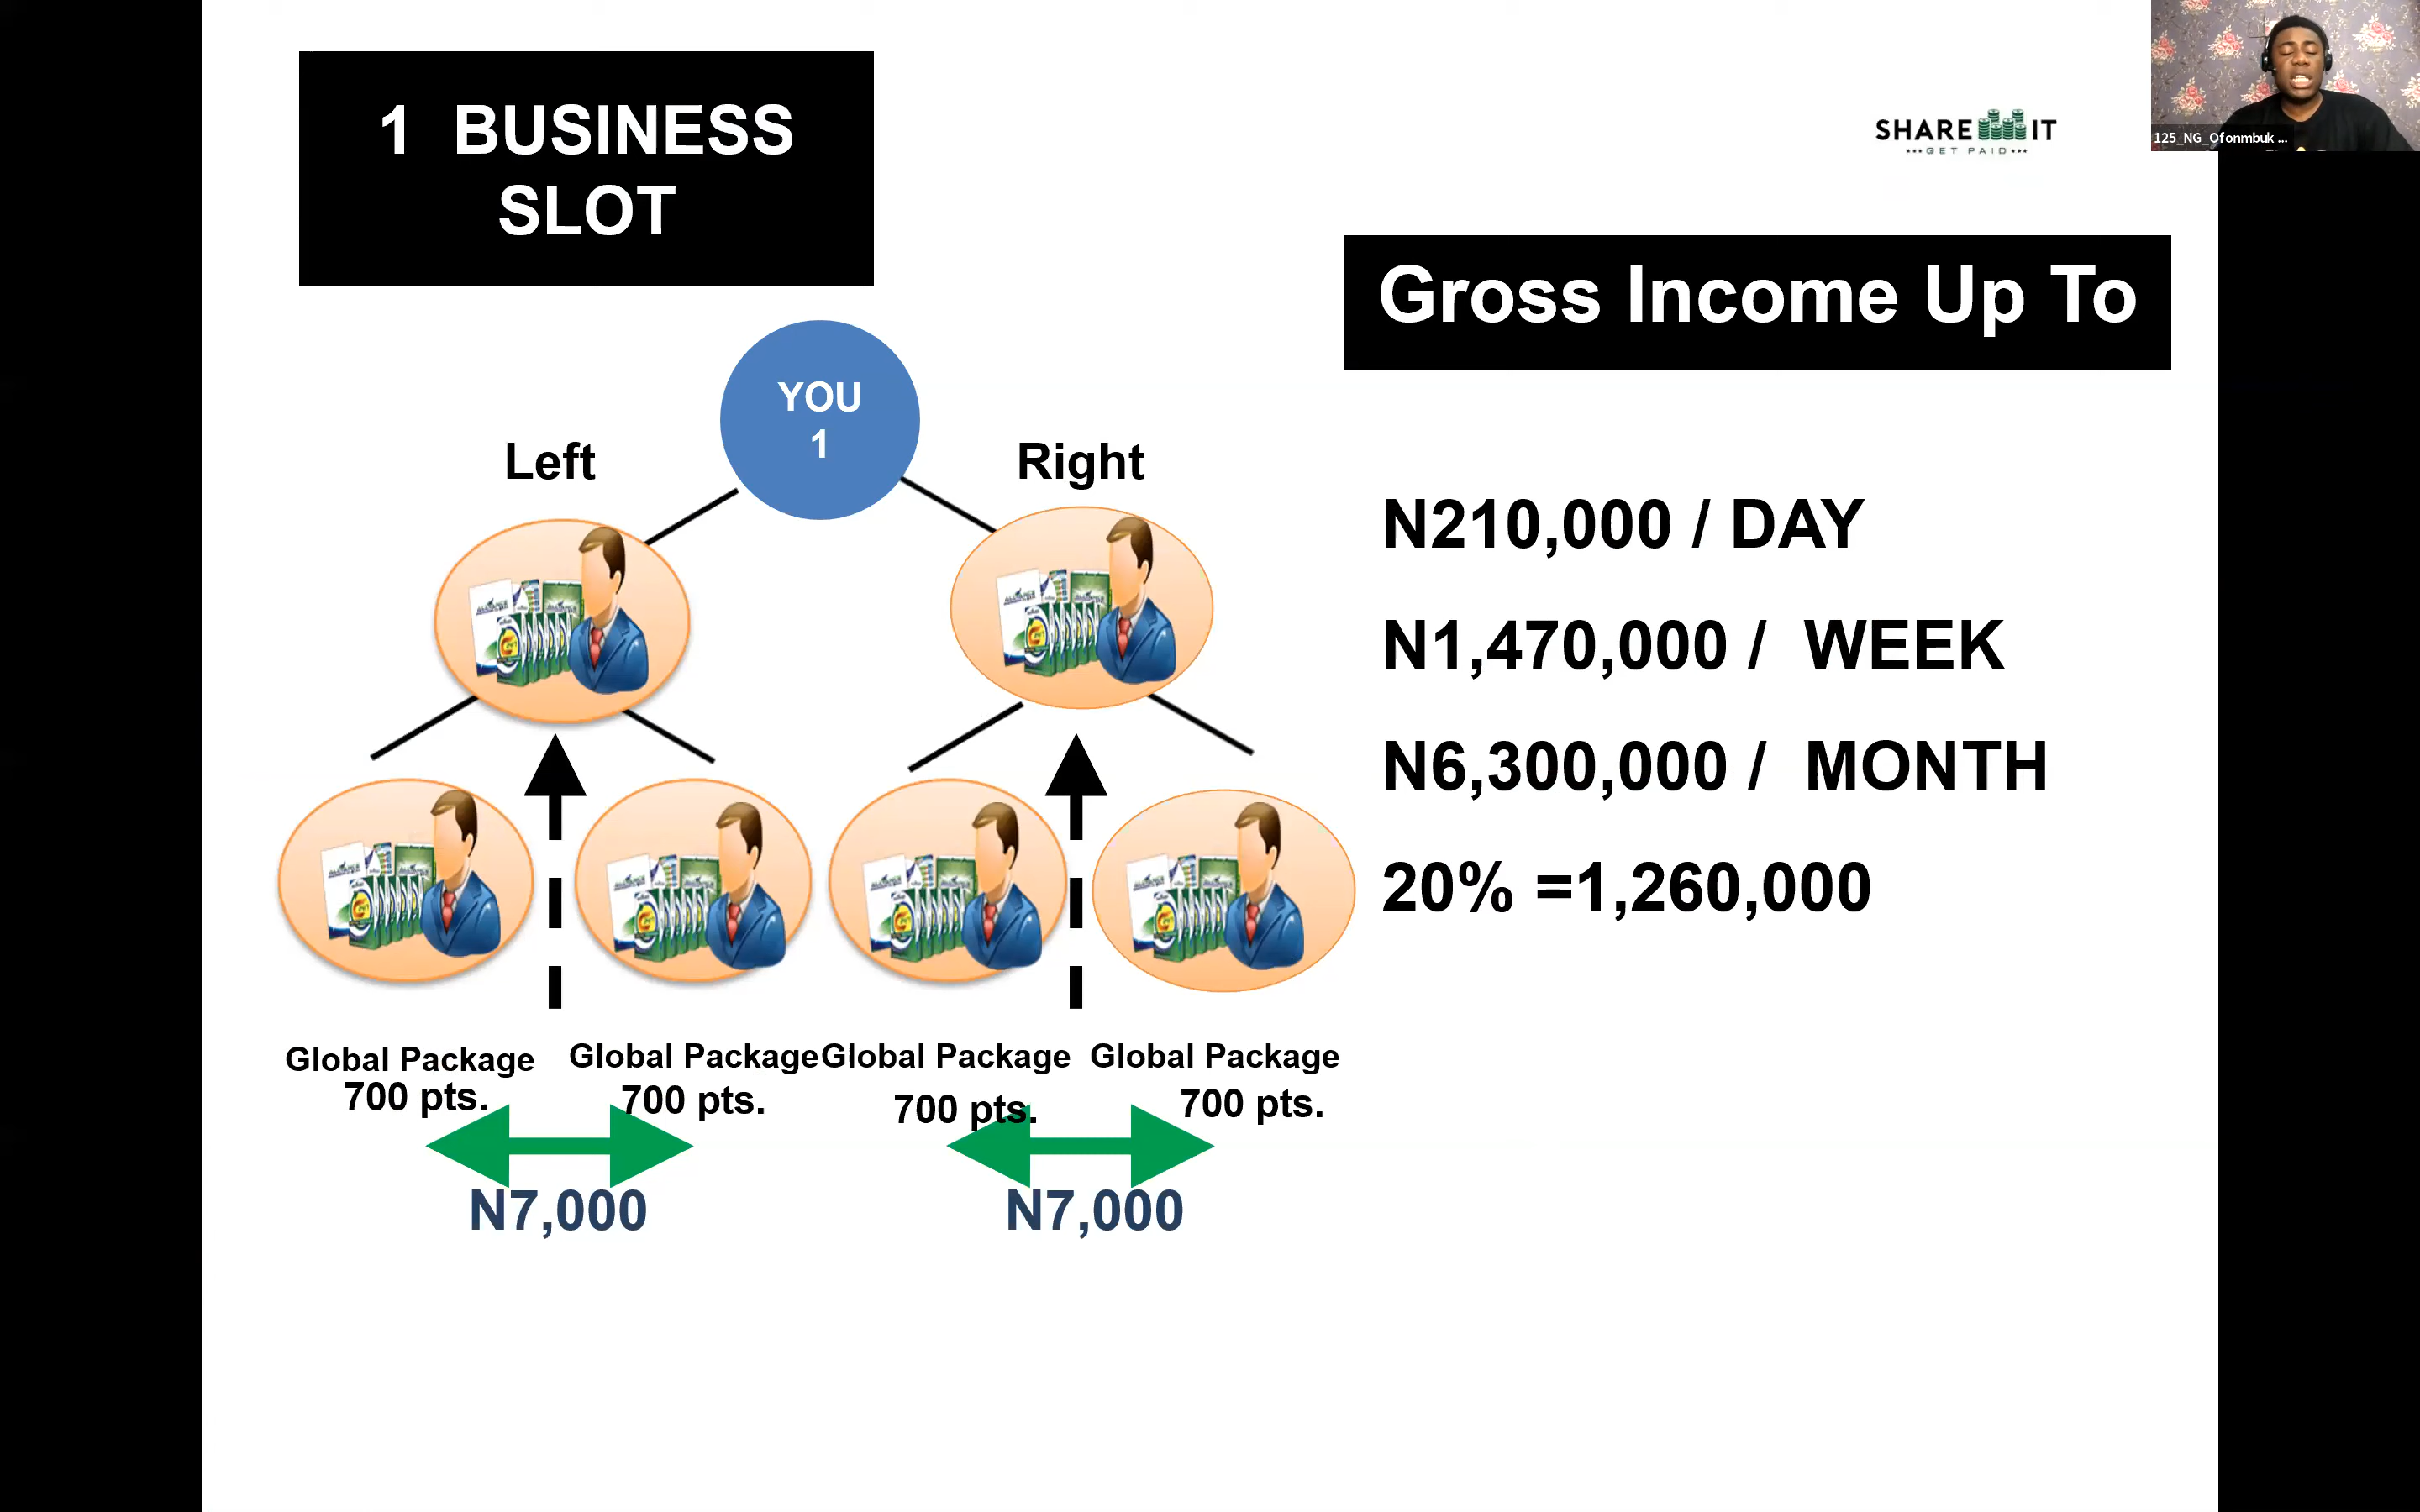 1 BUSINESS
SLOT
SHARE IT
GET PAID
125_NG_Ofonmbuk ...
Gross Income Up To
YOU
1
Left
Right
N210,000 / DAY
N1,470,000 / WEEK
N6,300,000 / MONTH
20% =1,260,000
Global Package
700 pts.
Global Package
700 pts.
Global Package
700 pts.
Global Package
700 pts.
N7,000
N7,000